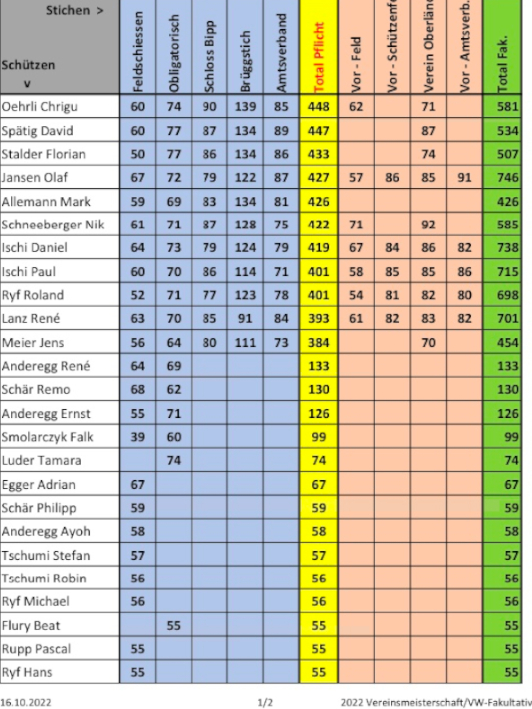 Stichen >
Schützen
v
Feldschiessen
Obligatorisch
Schloss Bipp
Brüggstich
Amtsverband
Total Pflicht
Vor - Feld
Vor - Schützenfe
Verein Oberlän
Vor - Amtsverb.
Total Fak.
Oehrli Chrigu 60 74 90 139 85 448 62 71 581
Spätig David 60 77 87 134 89 447 87 534
Stalder Florian 50 77 86 134 86 433 74 507
Jansen Olaf 67 72 79 122 87 427 57 86 85 91 746
Allemann Mark 59 69 83 134 81 426 426
Schneeberger Nik 61 71 87 128 75 422 71 92 585
Ischi Daniel 64 73 79 124 79 419 67 84 86 82 738
Ischi Paul 60 70 86 114 71 401 58 85 85 86 715
Ryf Roland 52 71 77 123 78 401 54 81 82 80 698
Lanz René 63 70 85 91 84 393 61 82 83 82 701
Meier Jens 56 64 80 111 73 384 70 454
Anderegg René 64 69 133 133
Schär Remo 68 62 130 130
Anderegg Ernst 55 71 126 126
Smolarczyk Falk 39 60 99 99
Luder Tamara 74 74 74
Egger Adrian 67 67 67
Schär Philipp 59 59 59
Anderegg Ayoh 58 58 58
Tschumi Stefan 57 57 57
Tschumi Robin 56 56 56
Ryf Michael 56 56 56
Flury Beat 55 55 55
Rupp Pascal 55 55 55
Ryf Hans 55 55 55
16.10.2022 1/2 2022 Vereinsmeisterschaft/VW-Fakultativ